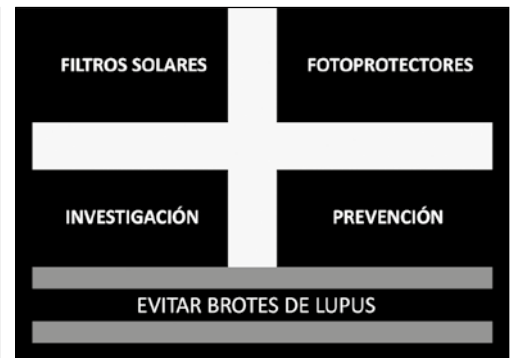 FILTROS SOLARES
FOTOPROTECTORES
INVESTIGACIÓN
PREVENCIÓN
EVITAR BROTES DE LUPUS